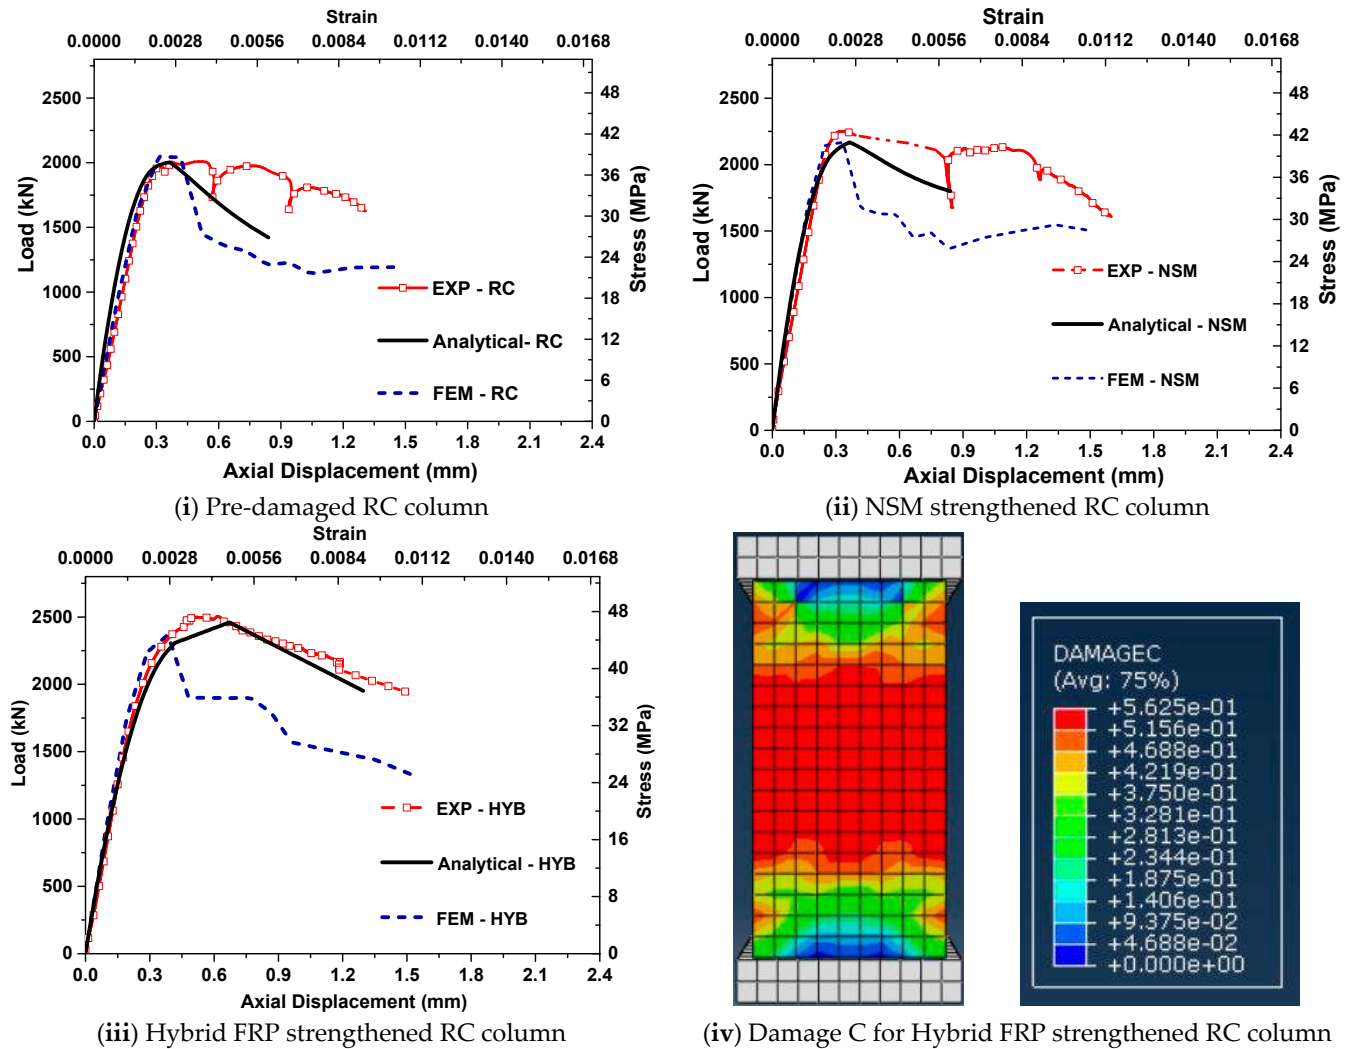 Strain
0.0000 0.0028 0.0056 0.0084 0.0112 0.0140 0.0168
2500
2000
1500
1000
500
0
Load (kN)
48
42
36
30
24
18
12
6
0
Stress (MPa)
EXP - RC
Analytical- RC
FEM - RC
0.0 0.3 0.6 0.9 1.2 1.5 1.8 2.1 2.4
Axial Displacement (mm)
(i) Pre-damaged RC column
Strain
0.0000 0.0028 0.0056 0.0084 0.0112 0.0140 0.0168
2500
2000
1500
1000
500
0
Load (kN)
48
42
36
30
24
18
12
6
0
Stress (MPa)
EXP - NSM
Analytical - NSM
FEM - NSM
0.0 0.3 0.6 0.9 1.2 1.5 1.8 2.1 2.4
Axial Displacement (mm)
(ii) NSM strengthened RC column
Strain
0.0000 0.0028 0.0056 0.0084 0.0112 0.0140 0.0168
2500
2000
1500
1000
500
0
Load (kN)
48
40
32
24
16
8
0
Stress (MPa)
EXP - HYB
Analytical - HYB
FEM - HYB
0.0 0.3 0.6 0.9 1.2 1.5 1.8 2.1 2.4
Axial Displacement (mm)
(iii) Hybrid FRP strengthened RC column
DAMAGEC
(Avg: 75%)
+5.625e-01
+5.156e-01
+4.688e-01
+4.219e-01
+3.750e-01
+3.281e-01
+2.813e-01
+2.344e-01
+1.875e-01
+1.406e-01
+9.375e-02
+4.688e-02
+0.000e+00
(iv) Damage C for Hybrid FRP strengthened RC column